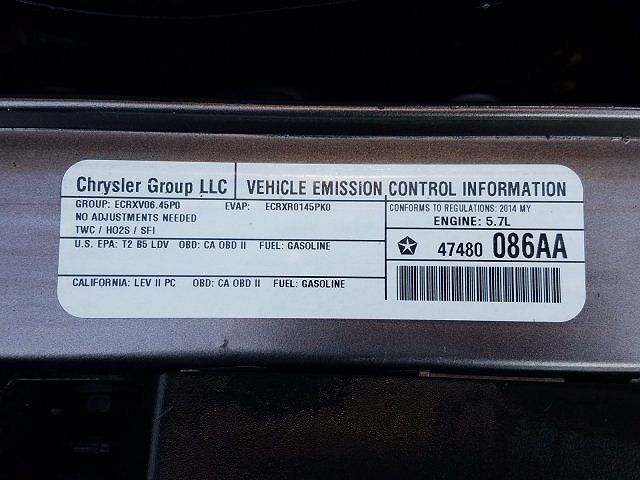 Chrysler Group LLC VEHICLE EMISSION CONTROL INFORMATION
GROUP: ECRXV06.45P0 EVAP: ECRXR0145PK0
NO ADJUSTMENTS NEEDED
TWC / HO2S / SFI
CONFORMS TO REGULATIONS: 2014 MY
ENGINE: 5.7L
U.S. EPA: T2 B5 LDV OBD: CA OBD II FUEL: GASOLINE
47480 086AA
CALIFORNIA: LEV II PC OBD: CA OBD II FUEL: GASOLINE